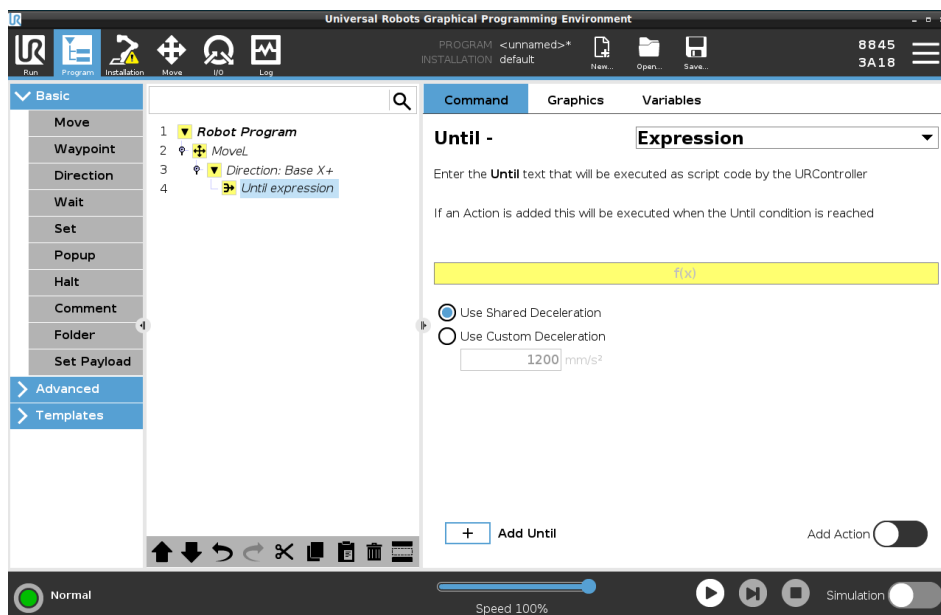 UR Universal Robots Graphical Programming Environment
UR
Run Program Installation Move I/O Log
PROGRAM <unnamed>*
INSTALLATION default
New... Open... Save...
8845
3A18
Basic
Move
Waypoint
Direction
Wait
Set
Popup
Halt
Comment
Folder
Set Payload
Advanced
Templates
1 Robot Program
2 MoveL
3 Direction: Base X+
4 Until expression
Command Graphics Variables
Until - Expression
Enter the Until text that will be executed as script code by the URController
If an Action is added this will be executed when the Until condition is reached
f(x)
Use Shared Deceleration
Use Custom Deceleration
1200 mm/s²
+ Add Until Add Action
Normal
Speed 100%
Simulation